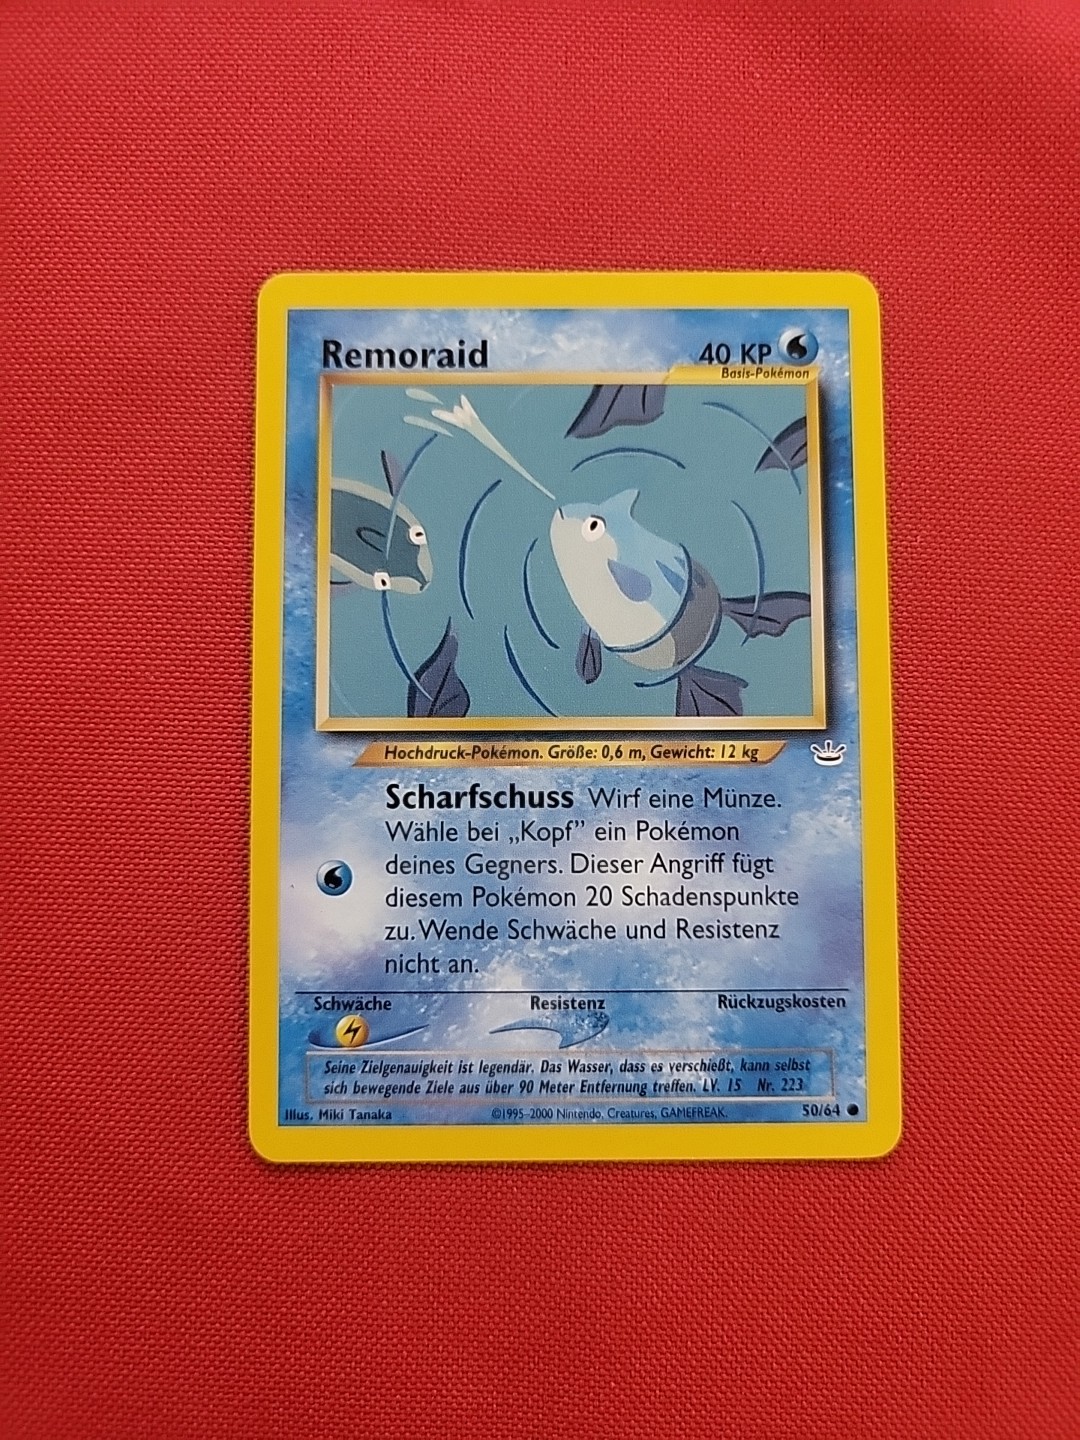 Remoraid
40 KP
Basis-Pokémon
Hochdruck-Pokémon. Größe: 0,6 m, Gewicht: 12 kg
Scharfschuss Wirf eine Münze.
Wähle bei „Kopf” ein Pokémon
deines Gegners. Dieser Angriff fügt
diesem Pokémon 20 Schadenspunkte
zu. Wende Schwäche und Resistenz
nicht an.
Schwäche Resistenz Rückzugskosten
Seine Zielgenauigkeit ist legendär. Das Wasser, dass es verschießt, kann selbst
sich bewegende Ziele aus über 90 Meter Entfernung treffen. LV. 15 Nr. 223
Illus. Miki Tanaka ©1995-2000 Nintendo, Creatures, GAMEFREAK. 50/64